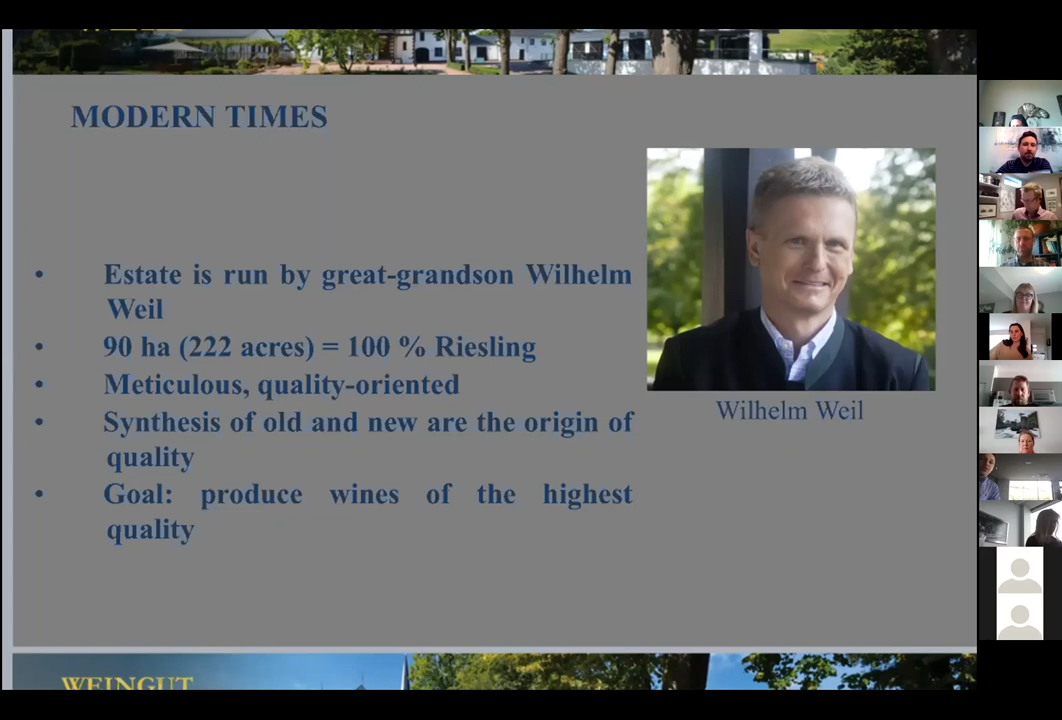 MODERN TIMES
• Estate is run by great-grandson Wilhelm
Weil
• 90 ha (222 acres) = 100 % Riesling
• Meticulous, quality-oriented
• Synthesis of old and new are the origin of
quality
• Goal: produce wines of the highest
quality
Wilhelm Weil
WEINGUT